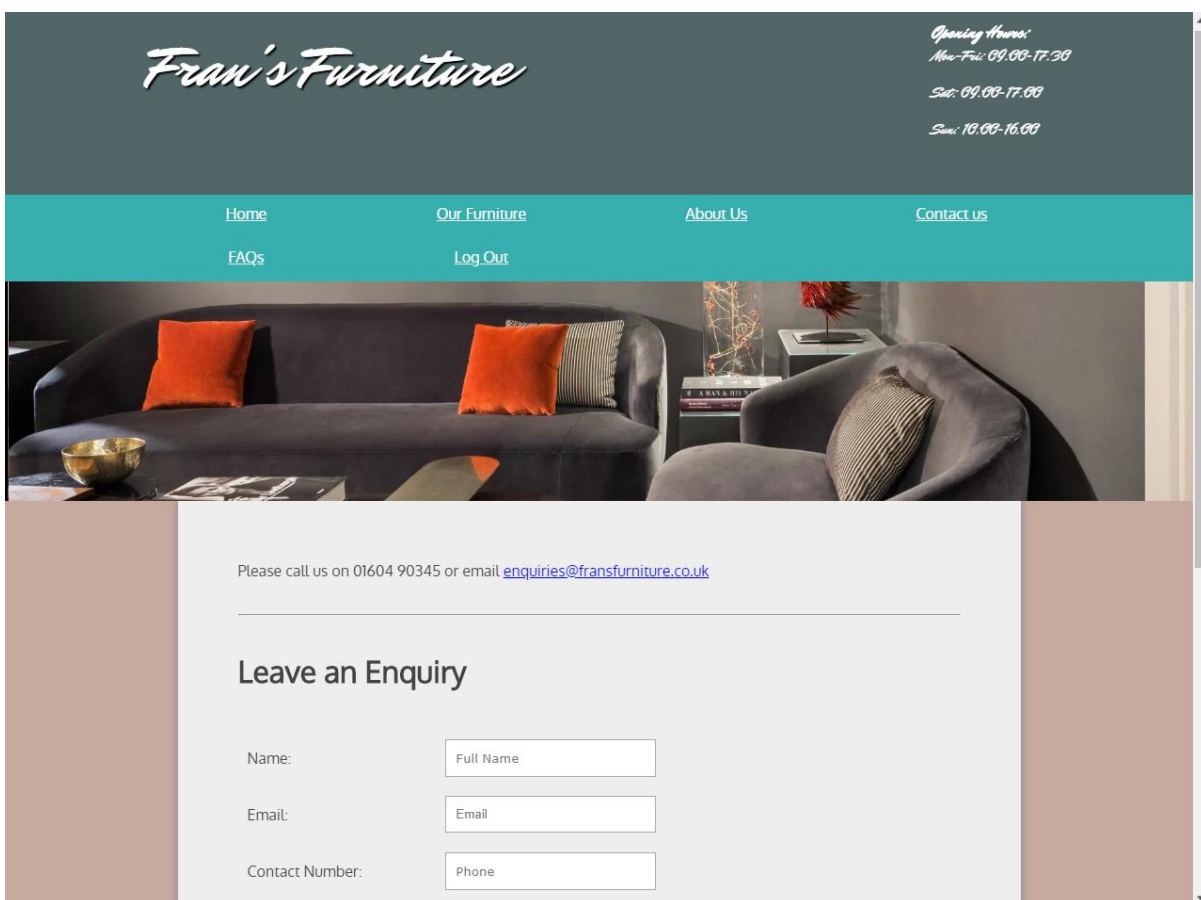 Fran's Furniture
Opening Hours:
Mon-Fri: 09.00-17.30
Sat: 09.00-17.00
Sun: 10.00-16.00
Home Our Furniture About Us Contact us
FAQs Log Out
A MAN & HIS
Please call us on 01604 90345 or email enquiries@fransfurniture.co.uk
Leave an Enquiry
Name: Full Name
Email: Email
Contact Number: Phone